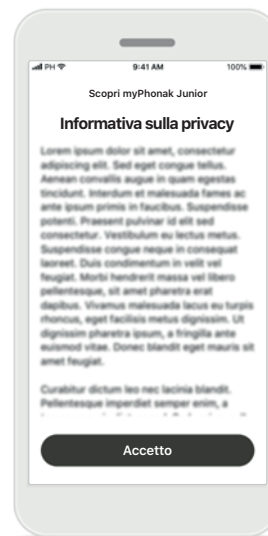 PH 9:41 AM 100%
Scopri myPhonak Junior
Informativa sulla privacy
Lorem ipsum dolor sit amet, consectetur
adipiscing elit. Sed eget congue tellus.
Aenean convallis augue in quam egestas
tincidunt. Interdum et malesuada fames ac
ante ipsum primis in faucibus. Suspendisse
potenti. Praesent pulvinar id elit sed
consectetur. Vestibulum eu lectus metus.
Suspendisse congue neque in consequat
laoreet. Duis condimentum in velit vel
feugiat. Morbi hendrerit massa vel libero
pellentesque, sit amet pharetra erat
dapibus. Vivamus malesuada lacus eu turpis
rhoncus, eget facilisis metus dignissim. Ut
dignissim pharetra ipsum, a fringilla ante
euismod vitae. Donec blandit eget mauris sit
amet feugiat.
Curabitur dictum leo nec lacinia blandit.
Pellentesque imperdiet semper enim, a
Accetto